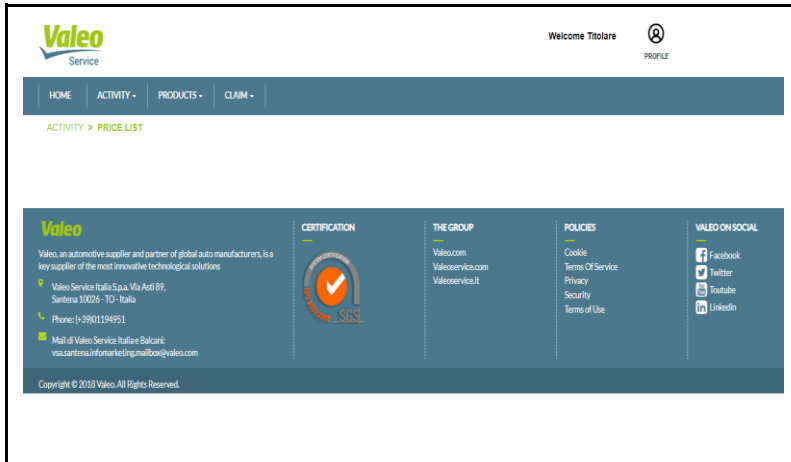 Valeo
Service
Welcome Titolare
PROFILE
HOME ACTIVITY PRODUCTS CLAIM
ACTIVITY > PRICE LIST
Valeo
Valeo, an automotive supplier and partner of global auto manufacturers, is a
key supplier of the most innovative technological solutions
Valeo Service Italia S.p.a. Via Asti 89,
Santena 10026 - TO - Italia
Phone: (+39)01194951
Mail di Valeo Service Italia e Balcani:
vsa.santena.infomarketing.mailbox@valeo.com
CERTIFICATION
SYSTEM CERTIFICATION
SGS
THE GROUP
Valeo.com
Valeoservice.com
Valeoservice.it
POLICIES
Cookie
Terms Of Service
Privacy
Security
Terms of Use
VALEO ON SOCIAL
Facebook
Twitter
Toutube
Linkedin
Copyright © 2018 Valeo. All Rights Reserved.